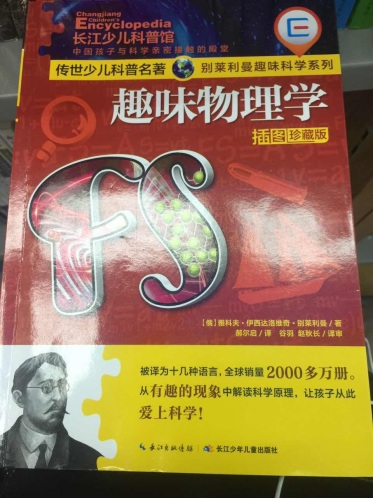 Changjiang
Children's
Encyclopedia
长江少儿科普馆
中国孩子与科学亲密接触的殿堂
E
传世少儿科普名著 别莱利曼趣味科学系列
趣味物理学
插图珍藏版
FS
【俄】雅科夫·伊西达洛维奇·别莱利曼/著
郝尔启/译 谷羽 赵秋长/译审
被译为十几种语言,全球销量2000多万册。
从有趣的现象中解读科学原理,让孩子从此
爱上科学!
长江出版传媒 长江少年儿童出版社